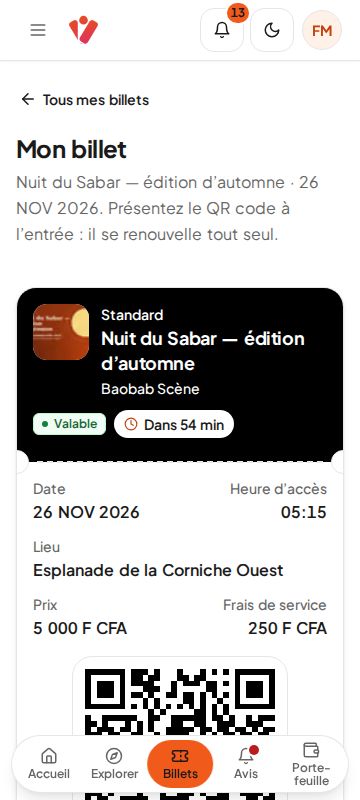 13
FM
Tous mes billets
Mon billet
Nuit du Sabar — édition d’automne · 26
NOV 2026. Présentez le QR code à
l’entrée : il se renouvelle tout seul.
Standard
Nuit du Sabar — édition
d’automne
Baobab Scène
Valable
Dans 54 min
Date
Heure d’accès
26 NOV 2026
05:15
Lieu
Esplanade de la Corniche Ouest
Prix
Frais de service
5 000 F CFA
250 F CFA
Accueil
Explorer
Billets
Avis
Porte-
feuille